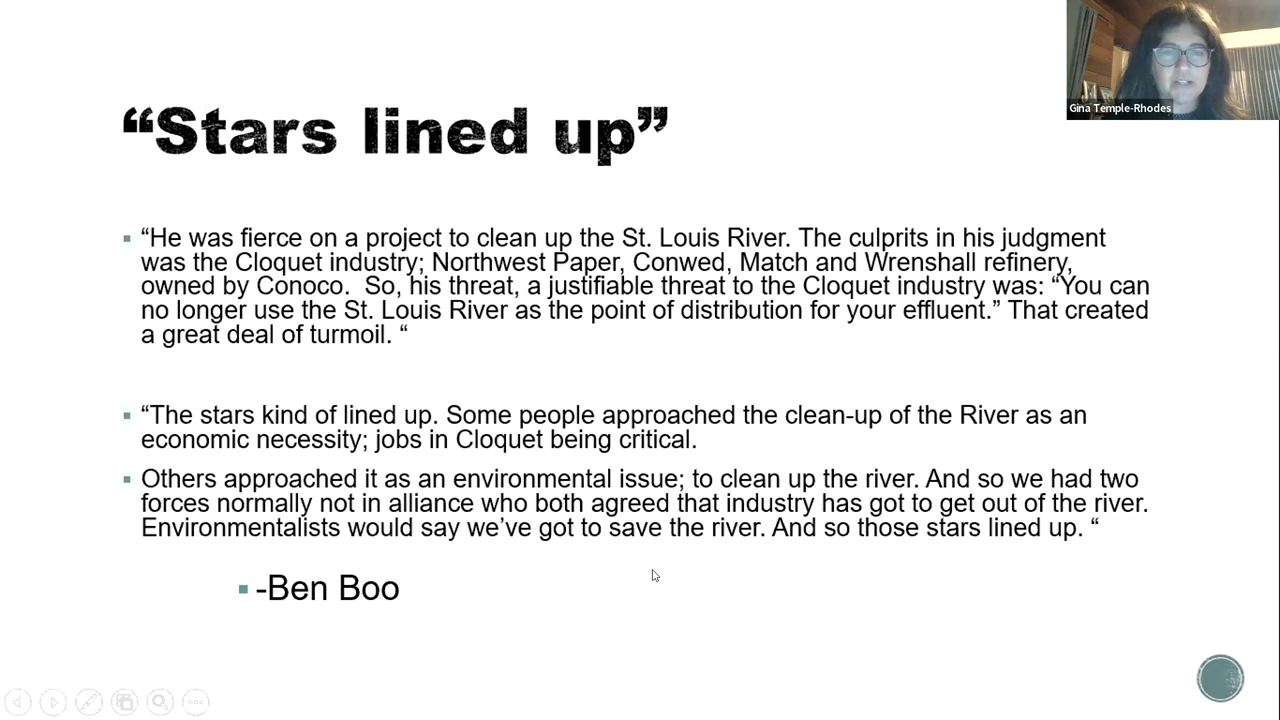 Gina Temple-Rhodes
“Stars lined up”
“He was fierce on a project to clean up the St. Louis River. The culprits in his judgment
was the Cloquet industry; Northwest Paper, Conwed, Match and Wrenshall refinery,
owned by Conoco.  So, his threat, a justifiable threat to the Cloquet industry was: “You can
no longer use the St. Louis River as the point of distribution for your effluent.” That created
a great deal of turmoil. “
“The stars kind of lined up. Some people approached the clean-up of the River as an
economic necessity; jobs in Cloquet being critical.
Others approached it as an environmental issue; to clean up the river. And so we had two
forces normally not in alliance who both agreed that industry has got to get out of the river.
Environmentalists would say we’ve got to save the river. And so those stars lined up. “
-Ben Boo